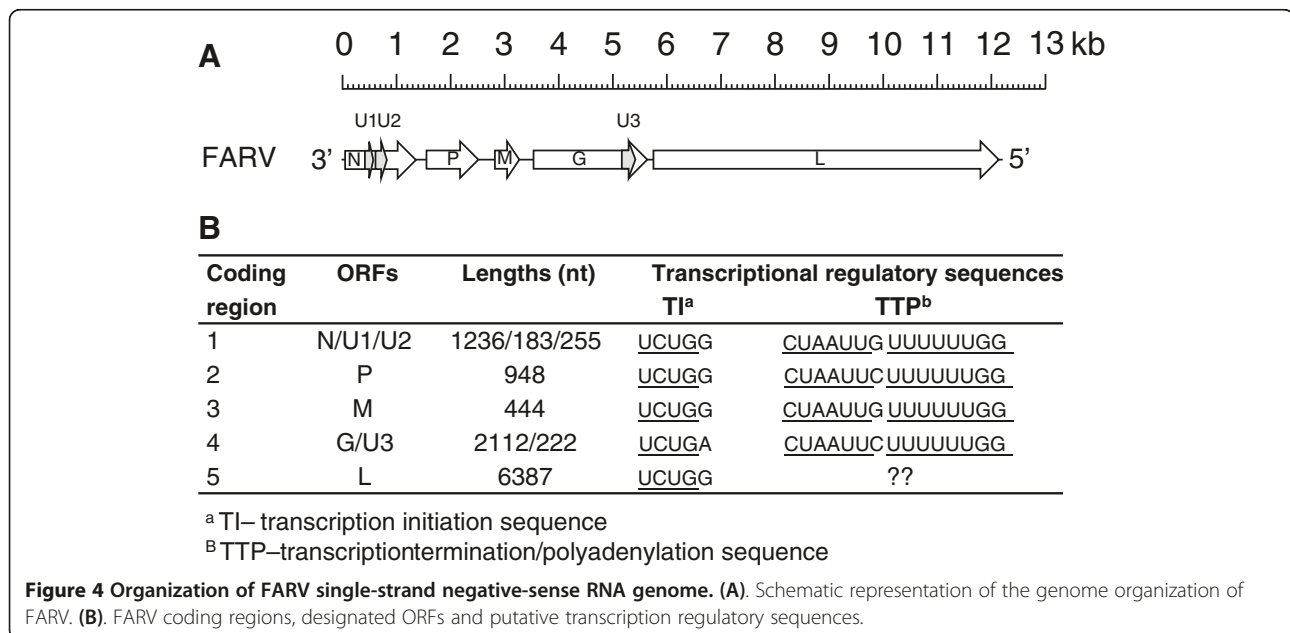 A
0 1 2 3 4 5 6 7 8 9 10 11 12 13 kb
U1U2 U3
FARV 3’ N P M G L 5’
B
Coding region ORFs Lengths (nt) Transcriptional regulatory sequences
TIᵃ TTPᵇ
1 N/U1/U2 1236/183/255 UCUGG CUAAUUG UUUUUUGG
2 P 948 UCUGG CUAAUUCUUUUUUGG
3 M 444 UCUGG CUAAUUG UUUUUUGG
4 G/U3 2112/222 UCUGA CUAAUUCUUUUUUGG
5 L 6387 UCUGG ??
ᵃ TI– transcription initiation sequence
ᴮ TTP–transcriptiontermination/polyadenylation sequence
Figure 4 Organization of FARV single-strand negative-sense RNA genome. (A). Schematic representation of the genome organization of
FARV. (B). FARV coding regions, designated ORFs and putative transcription regulatory sequences.